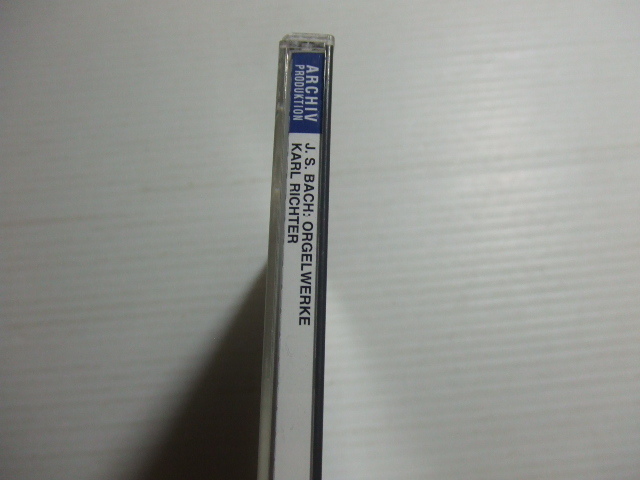 ARCHIV
PRODUKTION
J. S. BACH: ORGELWERKE
KARL RICHTER